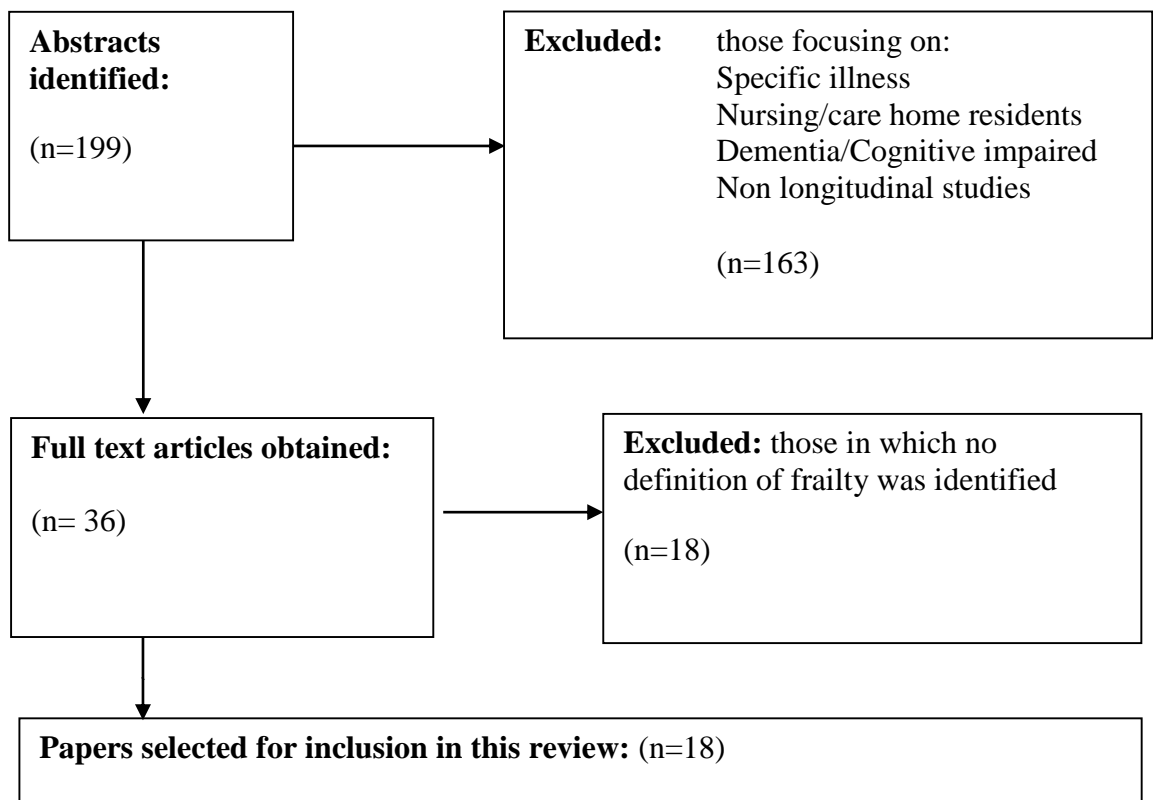 Abstracts
identified:
(n=199)
Excluded: those focusing on:
Specific illness
Nursing/care home residents
Dementia/Cognitive impaired
Non longitudinal studies
(n=163)
Full text articles obtained:
(n= 36)
Excluded: those in which no
definition of frailty was identified
(n=18)
Papers selected for inclusion in this review: (n=18)